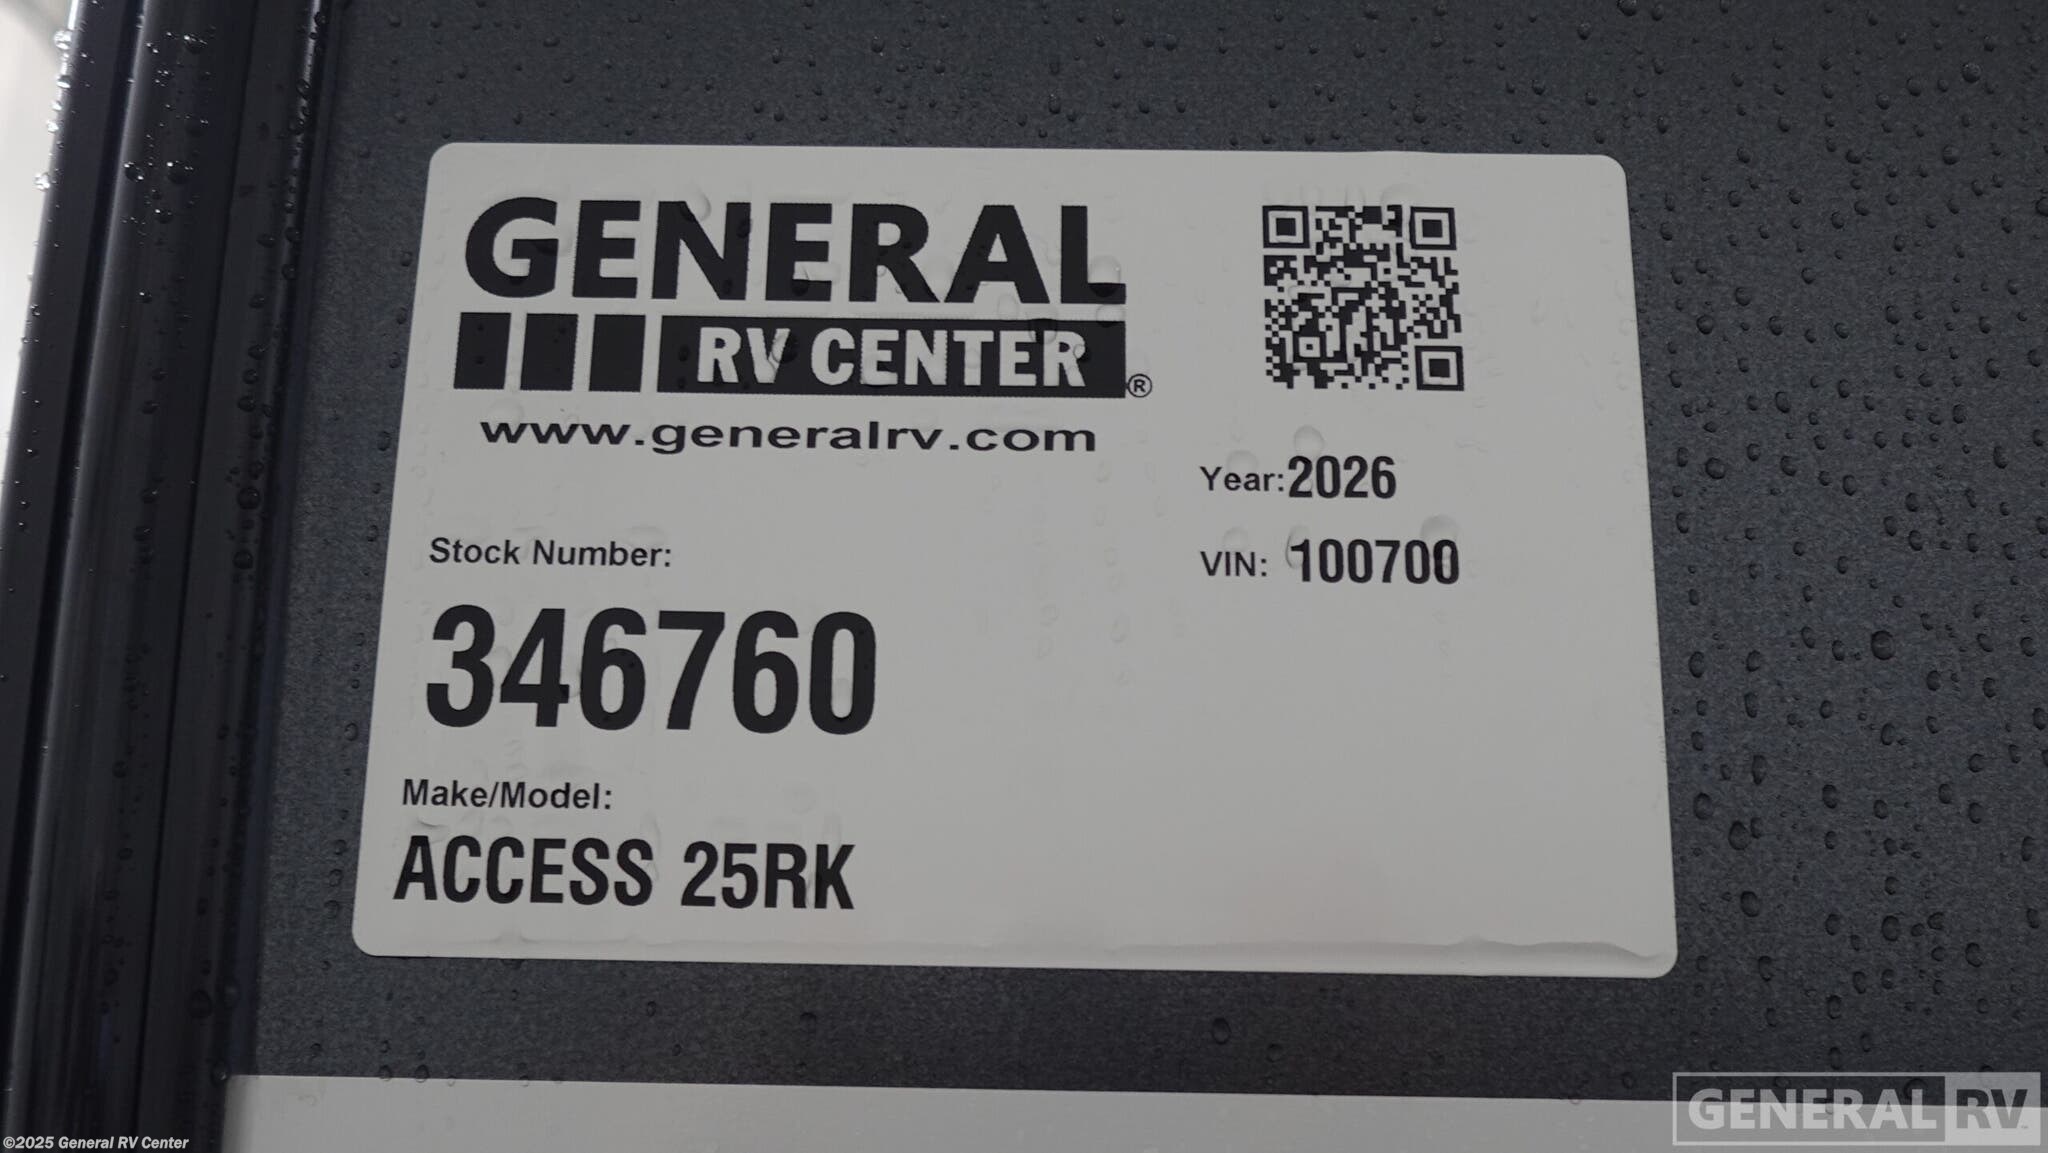 GENERAL
RV CENTER®
www.generalrv.com
Year: 2026
VIN: 100700
Stock Number:
346760
Make/Model:
ACCESS 25RK
©2025 General RV Center
GENERAL RV